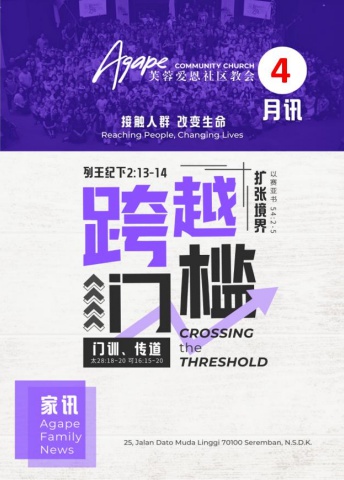 Agape
COMMUNITY CHURCH
芙蓉爱恩社区教会
4
月讯
接触人群 改变生命
Reaching People, Changing Lives
列王纪下2:13-14
跨越
门槛
扩张境界
以赛亚书 54:2-5
门训、传道
太28:18-20 可16:15-20
CROSSING
the
THRESHOLD
家讯
Agape
Family
News
25, Jalan Dato Muda Linggi 70100 Seremban, N.S.D.K.